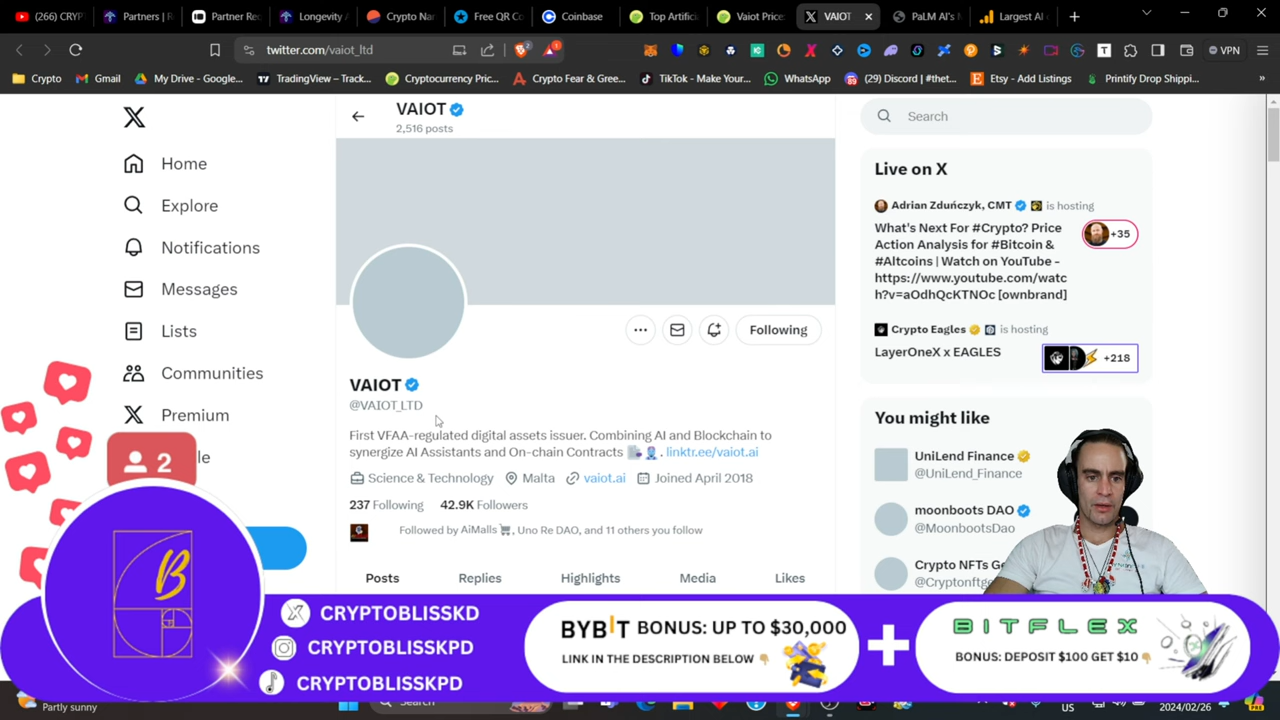 (266) CRYP
Partners | R
Partner Rec
Longevity A
Crypto Nar
Free QR Co
Coinbase
Top Artific
Vaiot Price
VAIOT
PaLM AI's M
Largest AI c
twitter.com/vaiot_ltd
2
1
VPN
Crypto
Gmail
My Drive - Google...
TradingView – Track...
Cryptocurrency Pric...
Crypto Fear & Gree...
TikTok - Make Your...
WhatsApp
(29) Discord | #thet...
Etsy - Add Listings
Printify Drop Shippi...
VAIOT
2,516 posts
Home
Explore
Notifications
Messages
Lists
Communities
Premium
le
Following
VAIOT
@VAIOT_LTD
First VFAA-regulated digital assets issuer. Combining AI and Blockchain to
synergize AI Assistants and On-chain Contracts . linktr.ee/vaiot.ai
Science & Technology Malta vaiot.ai Joined April 2018
237 Following 42.9K Followers
Followed by AiMalls, Uno Re DAO, and 11 others you follow
Posts
Replies
Highlights
Media
Likes
Search
Live on X
Adrian Zduńczyk, CMT is hosting
What's Next For #Crypto? Price
Action Analysis for #Bitcoin &
#Altcoins | Watch on YouTube -
https://www.youtube.com/watc
h?v=aOdhQcKTNOc [ownbrand]
+35
Crypto Eagles is hosting
LayerOneX x EAGLES
+218
You might like
UniLend Finance
@UniLend_Finance
moonboots DAO
@MoonbootsDao
Crypto NFTs Ge
@Cryptonftge
2
B
CRYPTOBLISSKD
CRYPTOBLISSKPD
CRYPTOBLISSKPD
BYBIT BONUS: UP TO $30,000
LINK IN THE DESCRIPTION BELOW
BITFLEX
BONUS: DEPOSIT $100 GET $10
Partly sunny
Search
US
2024/02/26